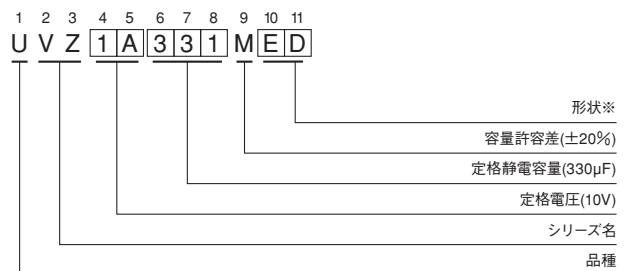 1 2 3 4 5 6 7 8 9 10 11
U V Z 1 A 3 3 1 M E D
形状※
容量許容差(±20%)
定格静電容量(330µF)
定格電圧(10V)
シリーズ名
品種